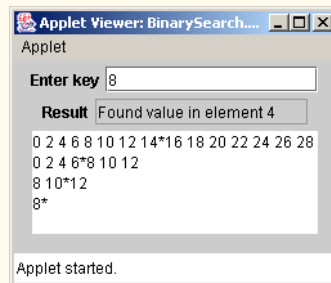 Applet Viewer: BinarySearch....
Applet
Enter key 8
Result Found value in element 4
0 2 4 6 8 10 12 14*16 18 20 22 24 26 28
0 2 4 6*8 10 12
8 10*12
8*
Applet started.